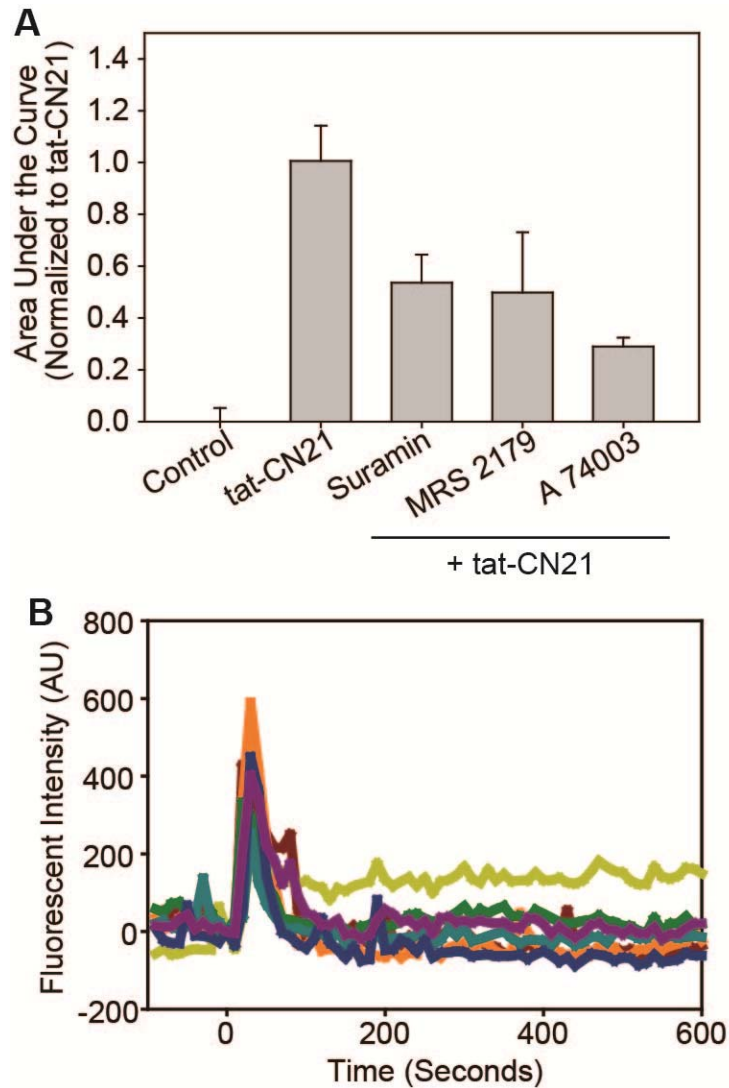 A
Area Under the Curve
(Normalized to tat-CN21)
1.4
1.2
1.0
0.8
0.6
0.4
0.2
0.0
Control
tat-CN21
Suramin
MRS 2179
A 74003
+ tat-CN21
B
Fluorescent Intensity (AU)
800
600
400
200
0
-200
0
200
400
600
Time (Seconds)